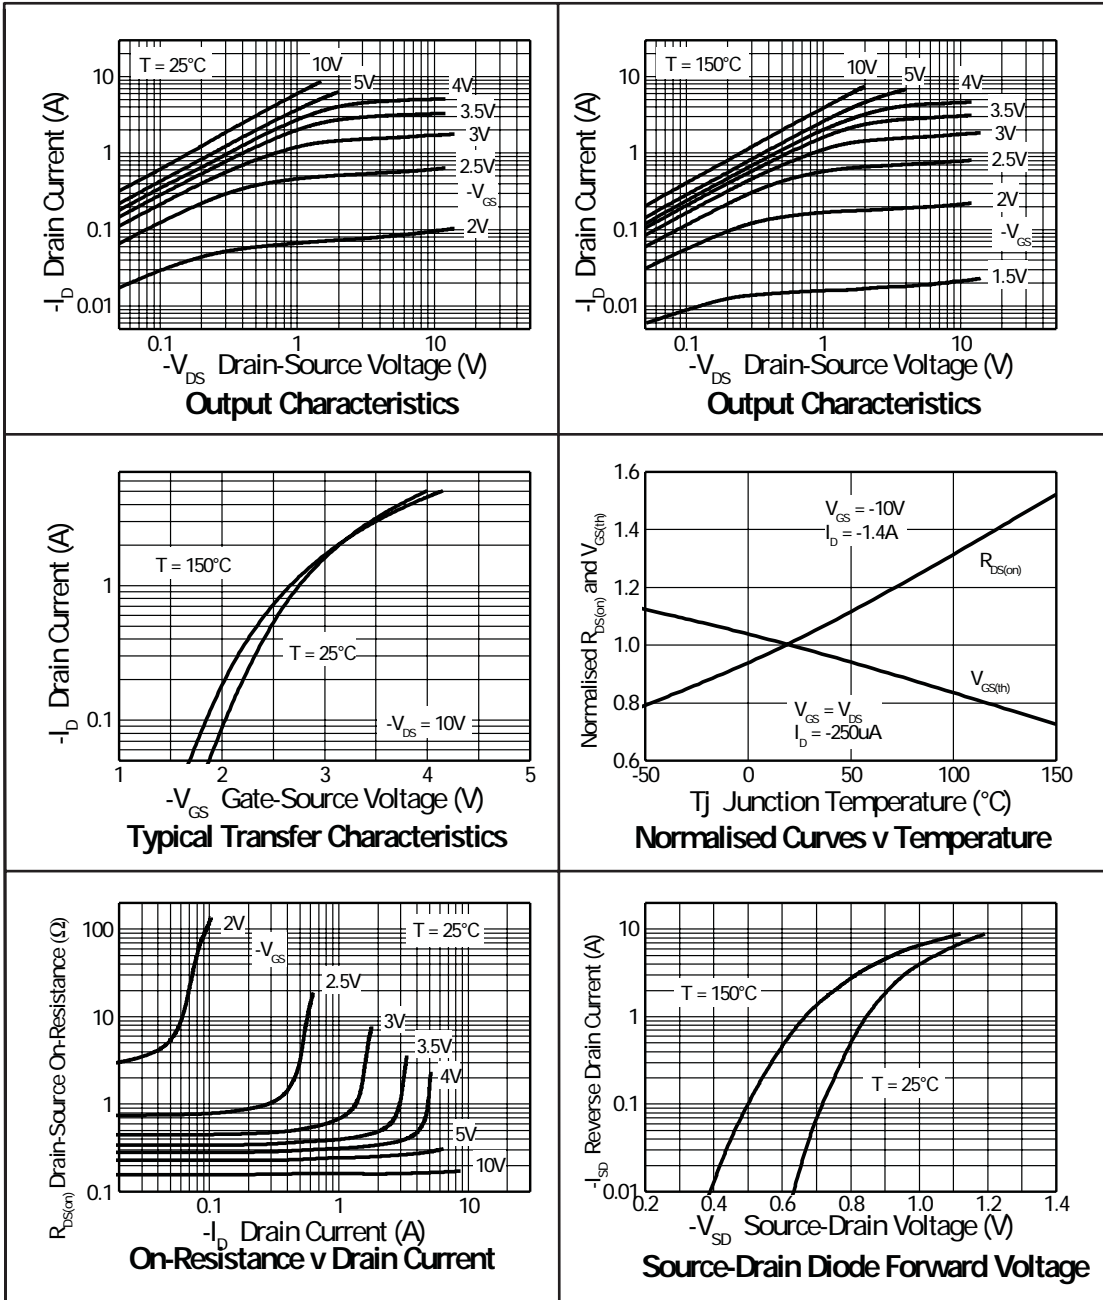 T = 25°C
10V
5V
4V
3.5V
3V
2.5V
-VGS
2V
10
1
0.1
0.01
-ID Drain Current (A)
0.1
1
10
-VDS Drain-Source Voltage (V)
Output Characteristics
T = 150°C
10V
5V
4V
3.5V
3V
2.5V
2V
-VGS
1.5V
10
1
0.1
0.01
-ID Drain Current (A)
0.1
1
10
-VDS Drain-Source Voltage (V)
Output Characteristics
T = 150°C
T = 25°C
-VDS = 10V
1
0.1
-ID Drain Current (A)
1
2
3
4
5
-VGS Gate-Source Voltage (V)
Typical Transfer Characteristics
1.6
1.4
1.2
1.0
0.8
0.6
Normalised RDS(on) and VGS(th)
VGS = -10V
ID = -1.4A
RDS(on)
VGS(th)
VGS = VDS
ID = -250uA
-50
0
50
100
150
Tj Junction Temperature (°C)
Normalised Curves v Temperature
T = 25°C
2V
-VGS
2.5V
3V
3.5V
4V
5V
10V
100
10
1
0.1
RDS(on) Drain-Source On-Resistance (Ω)
0.1
1
10
-ID Drain Current (A)
On-Resistance v Drain Current
10
1
0.1
0.01
-ISD Reverse Drain Current (A)
T = 150°C
T = 25°C
0.2
0.4
0.6
0.8
1.0
1.2
1.4
-VSD Source-Drain Voltage (V)
Source-Drain Diode Forward Voltage